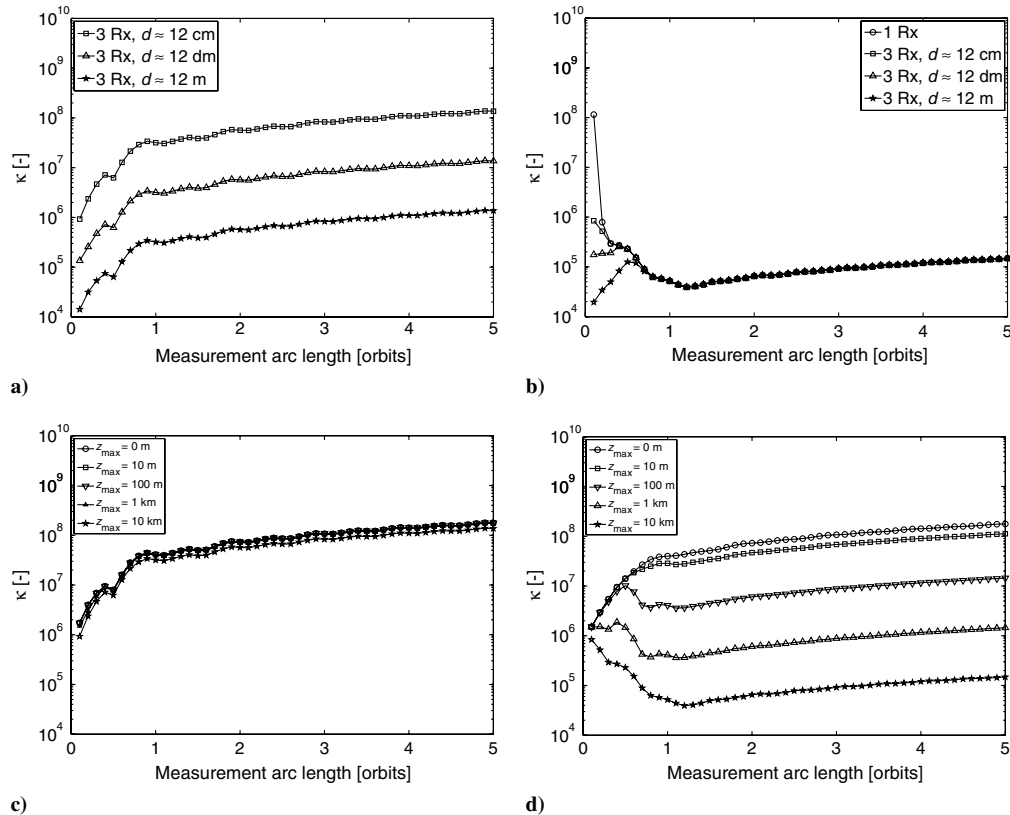 10^10
10^9
10^8
10^7
10^6
10^5
10^4
κ [-]
3 Rx, d ≈ 12 cm
3 Rx, d ≈ 12 dm
3 Rx, d ≈ 12 m
0 1 2 3 4 5
Measurement arc length [orbits]
a)
10^10
10^9
10^8
10^7
10^6
10^5
10^4
κ [-]
1 Rx
3 Rx, d ≈ 12 cm
3 Rx, d ≈ 12 dm
3 Rx, d ≈ 12 m
0 1 2 3 4 5
Measurement arc length [orbits]
b)
10^10
10^9
10^8
10^7
10^6
10^5
10^4
κ [-]
z_max = 0 m
z_max = 10 m
z_max = 100 m
z_max = 1 km
z_max = 10 km
0 1 2 3 4 5
Measurement arc length [orbits]
c)
10^10
10^9
10^8
10^7
10^6
10^5
10^4
κ [-]
z_max = 0 m
z_max = 10 m
z_max = 100 m
z_max = 1 km
z_max = 10 km
0 1 2 3 4 5
Measurement arc length [orbits]
d)